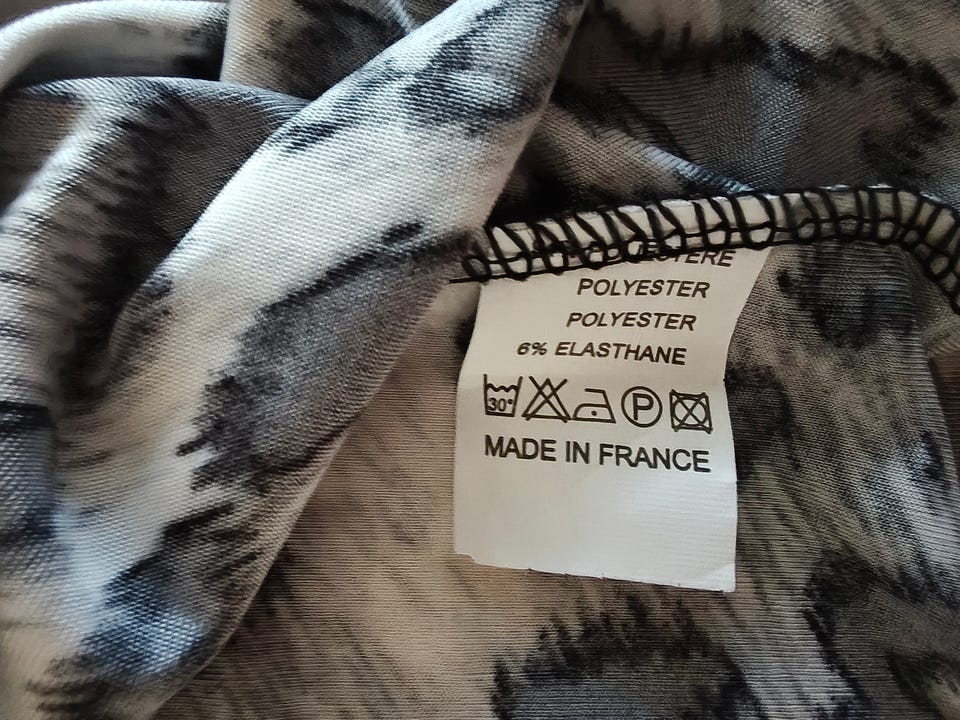 POLYESTER
POLYESTER
6% ELASTHANE
30°
P
MADE IN FRANCE